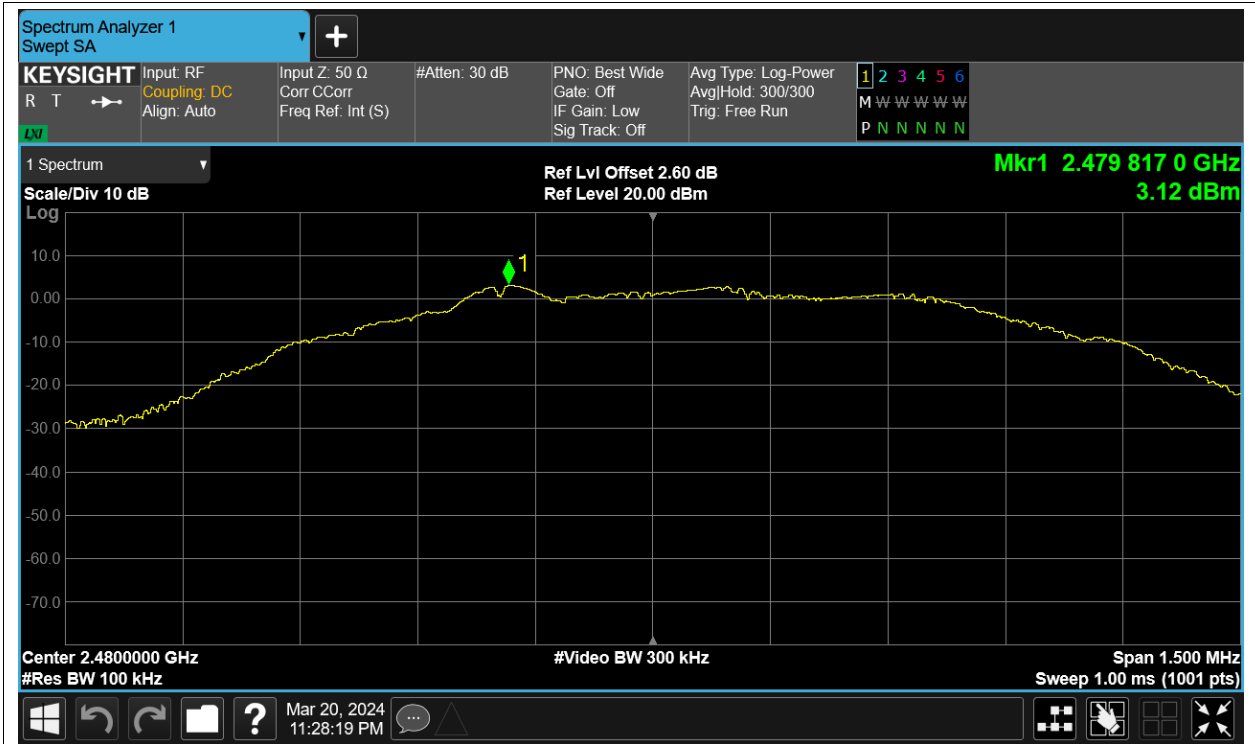 Spectrum Analyzer 1
Swept SA
+
KEYSIGHT
R T
LXI
Input: RF
Coupling: DC
Align: Auto
Input Z: 50 Ω
Corr CCorr
Freq Ref: Int (S)
#Atten: 30 dB
PNO: Best Wide
Gate: Off
IF Gain: Low
Sig Track: Off
Avg Type: Log-Power
Avg|Hold: 300/300
Trig: Free Run
1 2 3 4 5 6
M W W W W W
P N N N N N
1 Spectrum
Scale/Div 10 dB
Log
Ref Lvl Offset 2.60 dB
Ref Level 20.00 dBm
Mkr1 2.479 817 0 GHz
3.12 dBm
1
10.0
0.00
-10.0
-20.0
-30.0
-40.0
-50.0
-60.0
-70.0
Center 2.4800000 GHz
#Res BW 100 kHz
#Video BW 300 kHz
Span 1.500 MHz
Sweep 1.00 ms (1001 pts)
?
Mar 20, 2024
11:28:19 PM